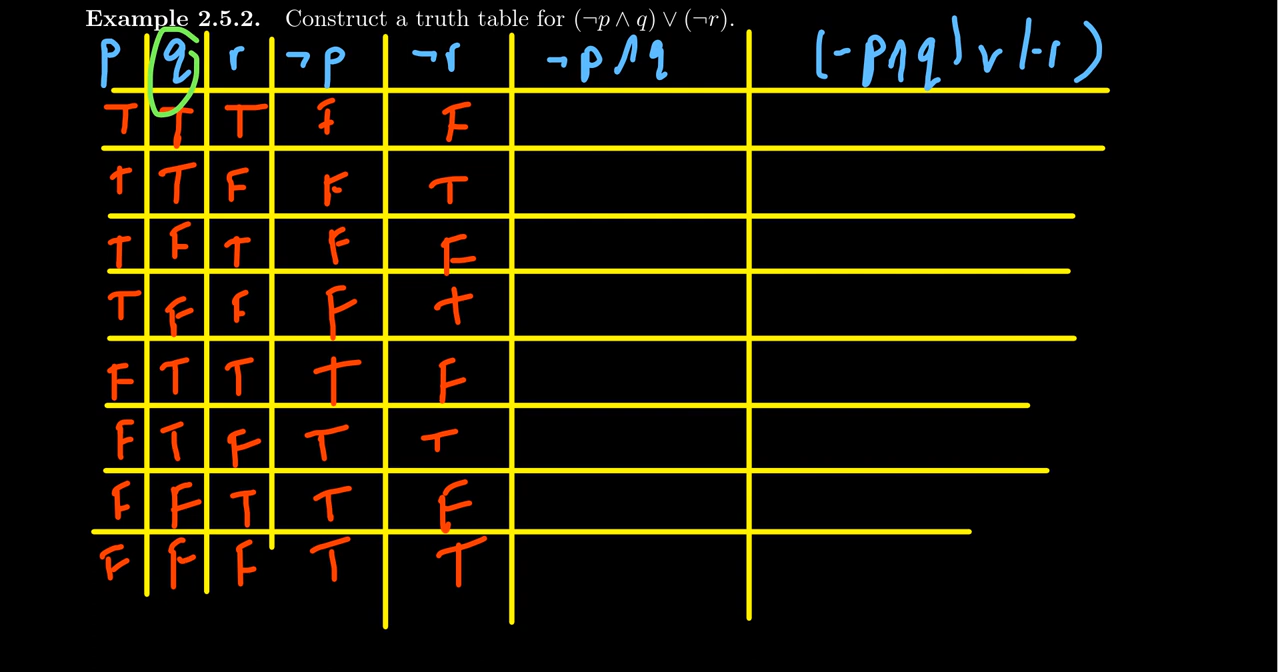 Example 2.5.2. Construct a truth table for (¬p ∧ q) ∨ (¬r).
p q r ¬p ¬r ¬p ∧ q (¬p ∧ q) ∨ (¬r)
T T T F F
T T F F T
T F T F F
T F F F T
F T T T F
F T F T T
F F T T F
F F F T T